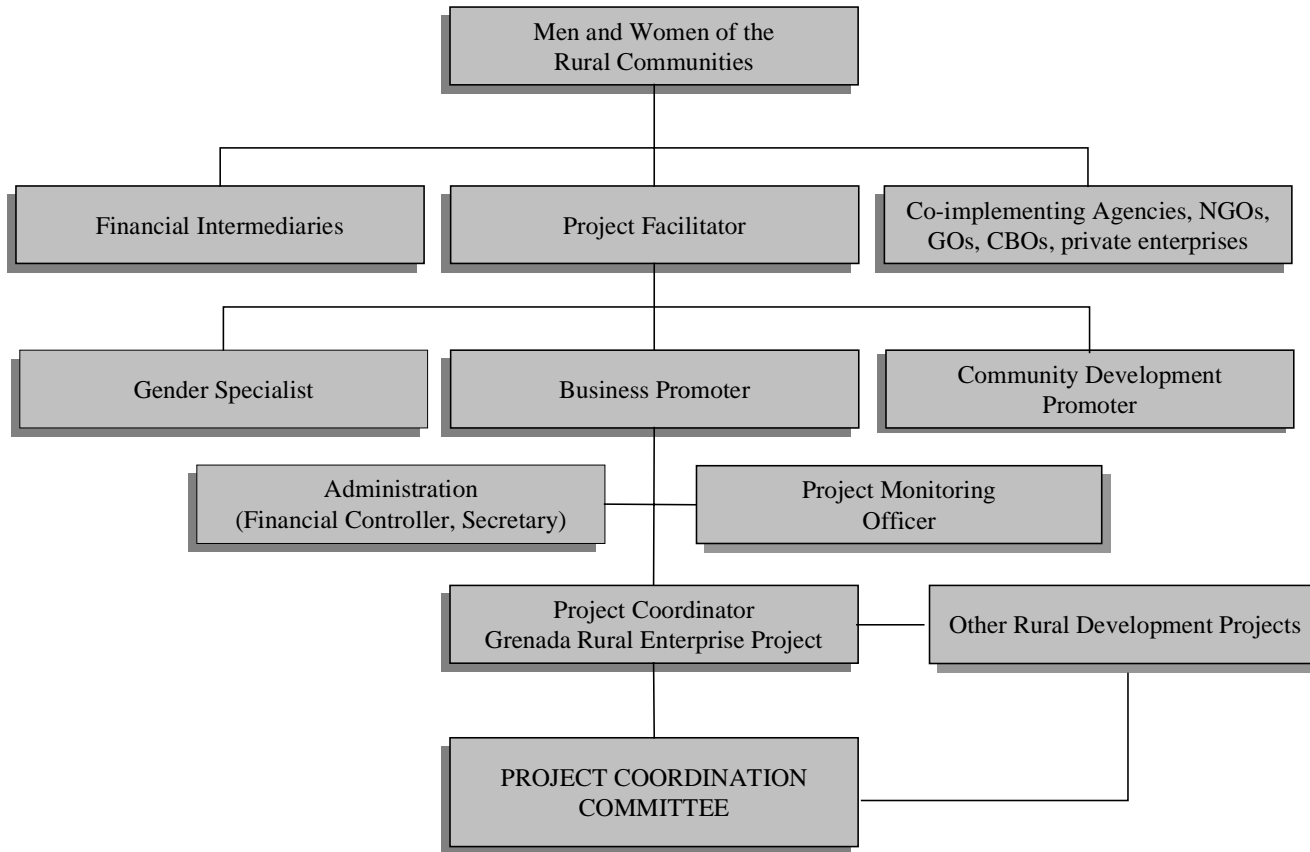 Men and Women of the
Rural Communities
Financial Intermediaries
Project Facilitator
Co-implementing Agencies, NGOs,
GOs, CBOs, private enterprises
Gender Specialist
Business Promoter
Community Development
Promoter
Administration
(Financial Controller, Secretary)
Project Monitoring
Officer
Project Coordinator
Grenada Rural Enterprise Project
Other Rural Development Projects
PROJECT COORDINATION
COMMITTEE